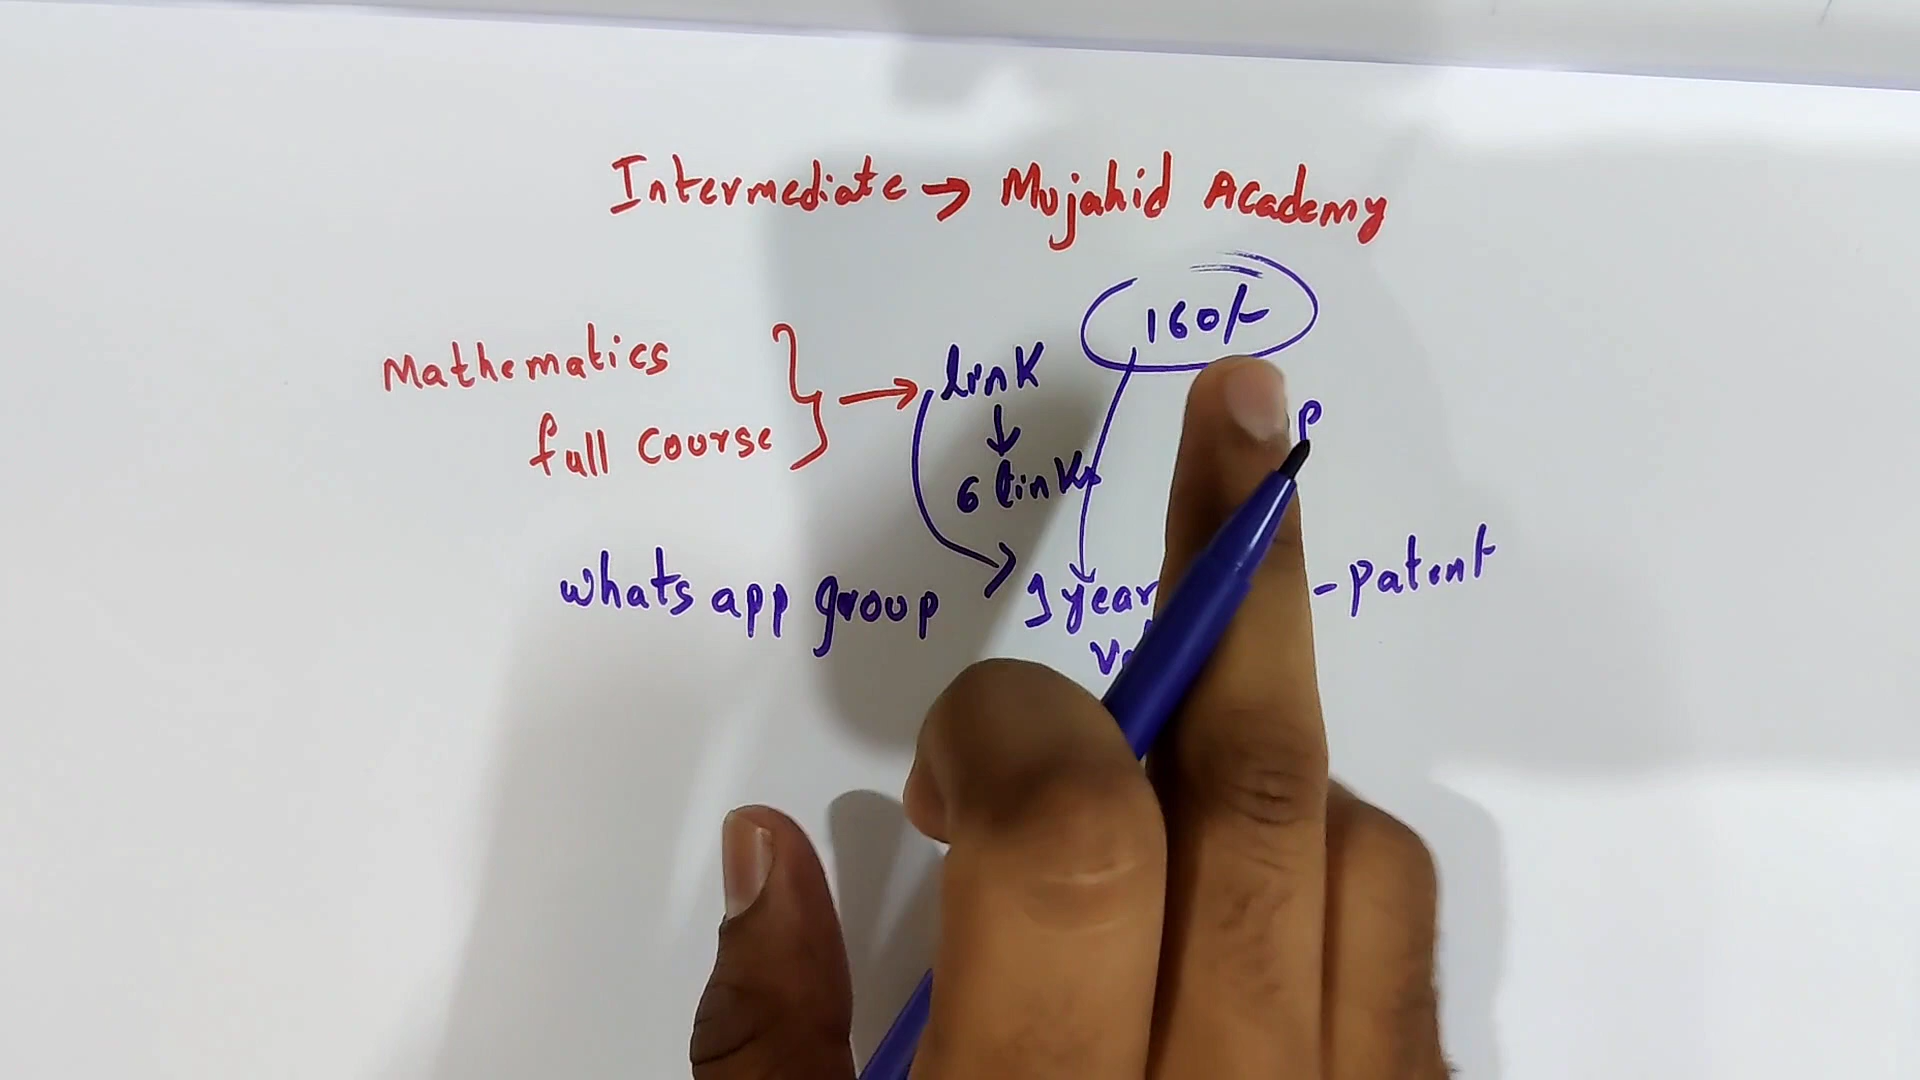 Intermediate → Mujahid Academy
160/-
Mathematics
full Course
→ link
↓
6 links
P
whats app group
1 year
- patent